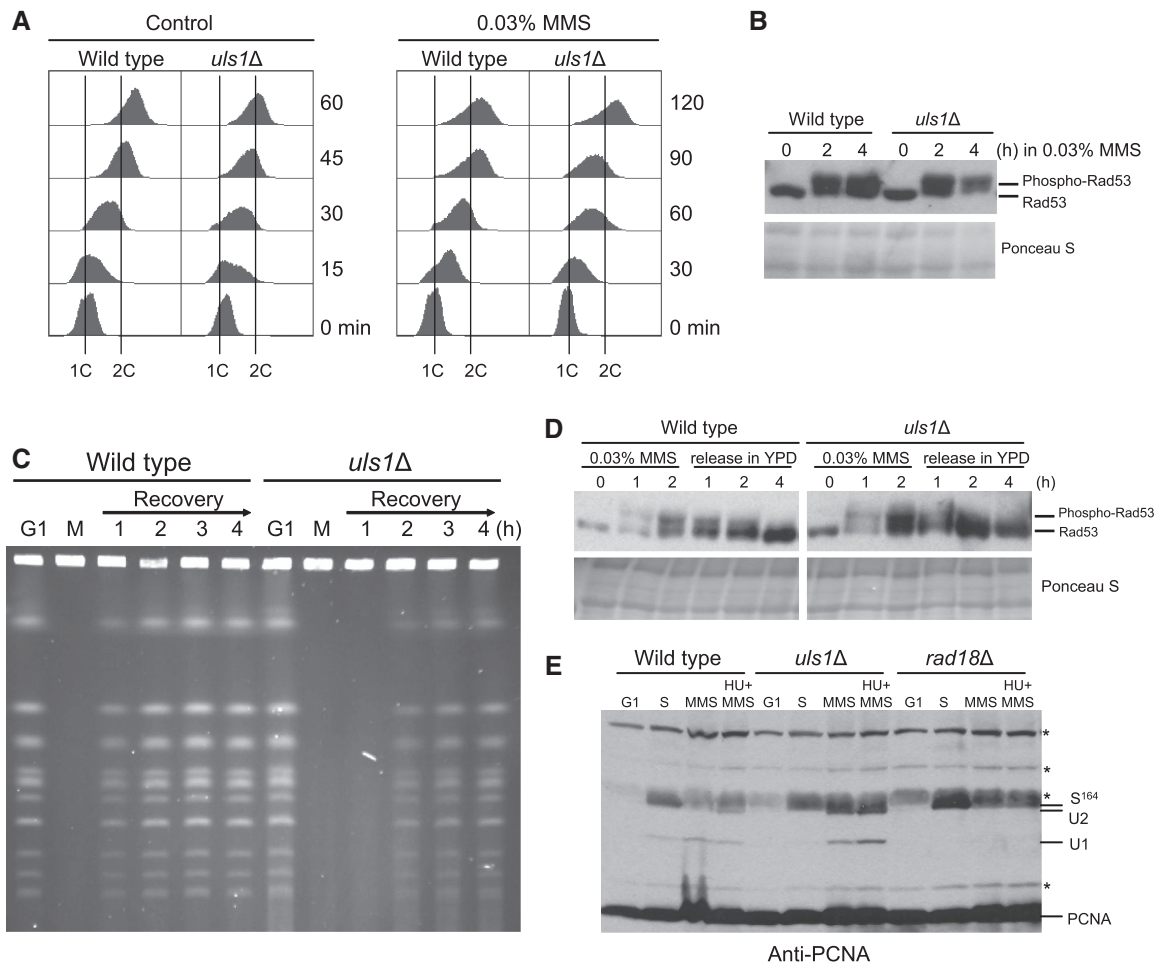 A
Control
0.03% MMS
Wild type uls1Δ Wild type uls1Δ
60 120
45 90
30 60
15 30
0 min 0 min
1C 2C 1C 2C 1C 2C 1C 2C
B
Wild type uls1Δ
0 2 4 0 2 4 (h) in 0.03% MMS
Phospho-Rad53
Rad53
Ponceau S
C
Wild type uls1Δ
Recovery Recovery
G1 M 1 2 3 4 G1 M 1 2 3 4 (h)
D
Wild type uls1Δ
0.03% MMS release in YPD 0.03% MMS release in YPD
0 1 2 1 2 4 0 1 2 1 2 4 (h)
Phospho-Rad53
Rad53
Ponceau S
E
Wild type uls1Δ rad18Δ
HU+ HU+ HU+
G1 S MMS MMS G1 S MMS MMS G1 S MMS MMS
*
*
* S164
U2
U1
*
PCNA
Anti-PCNA